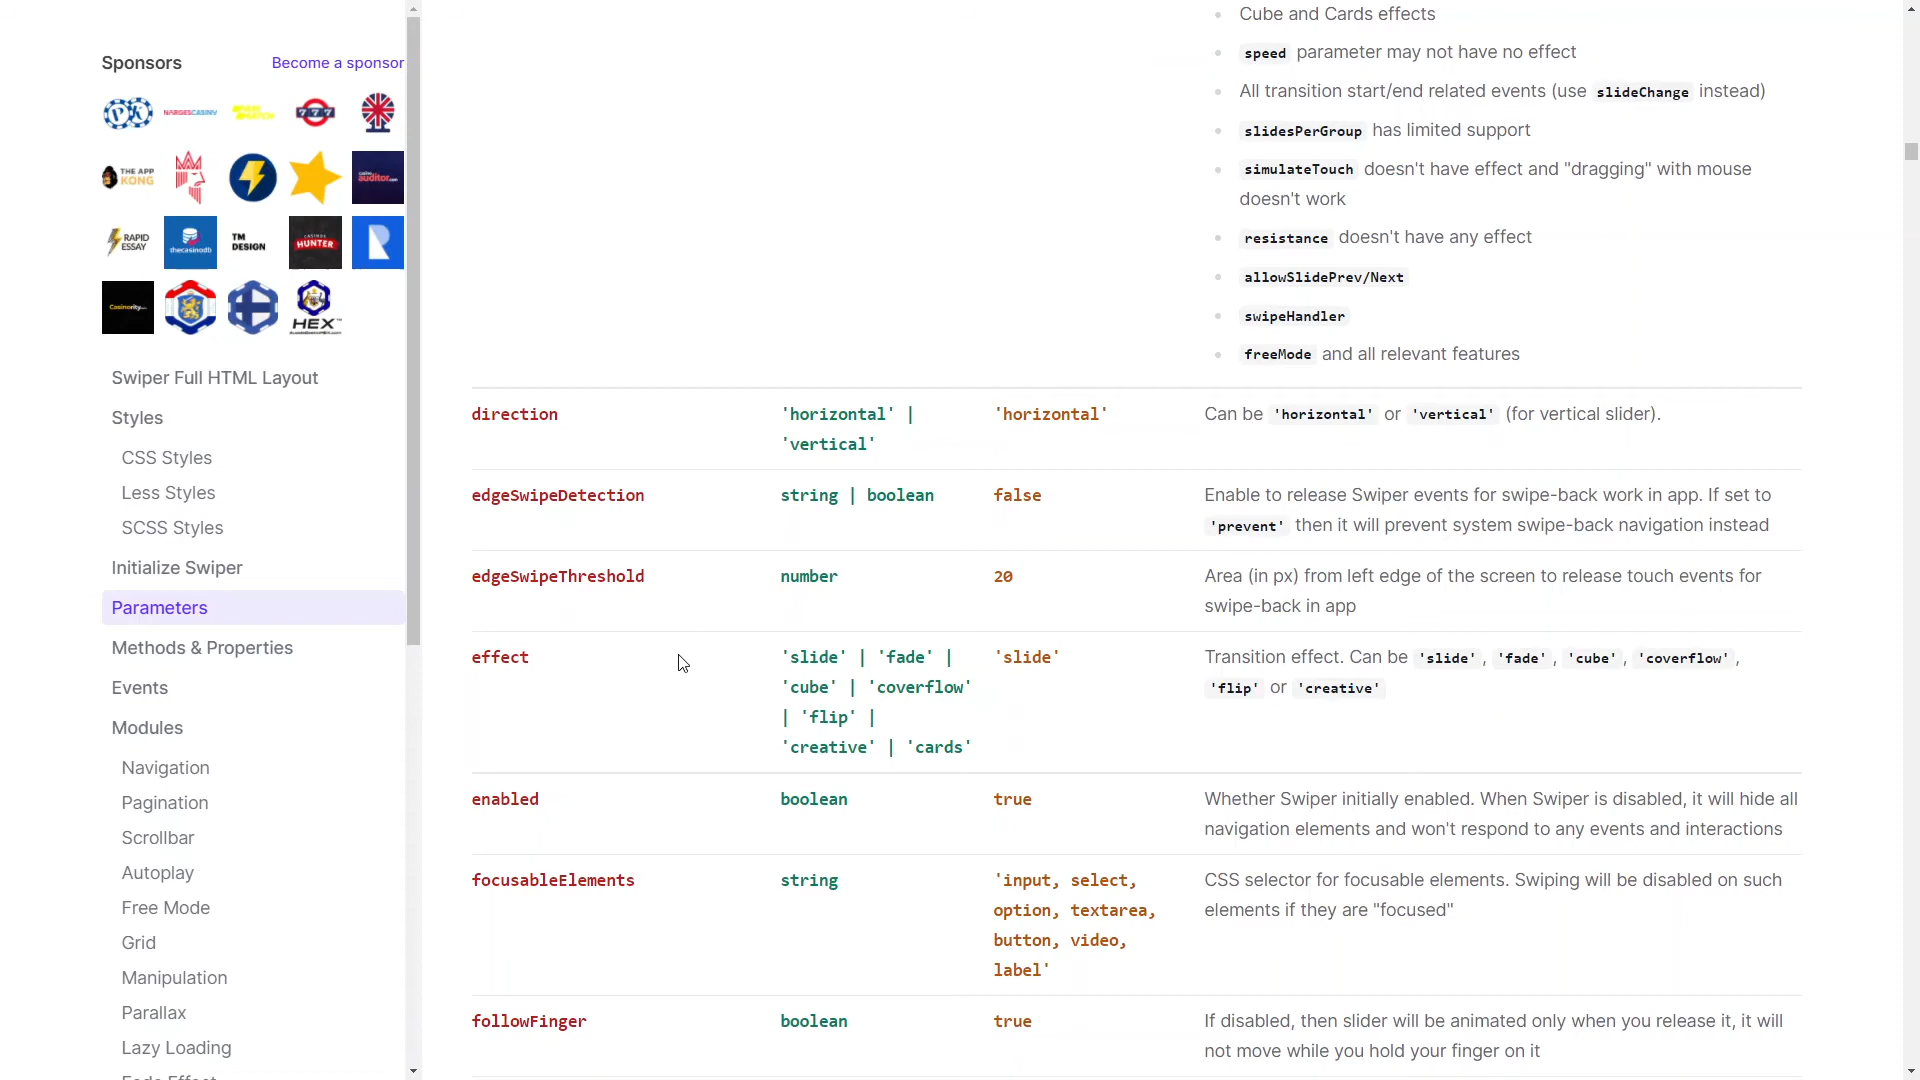 Sponsors
Become a sponsor
777
THE APP
KONG
RAPID
ESSAY
thecasinodb
TM
DESIGN
HUNTER
HEX™
Swiper Full HTML Layout
Styles
CSS Styles
Less Styles
SCSS Styles
Initialize Swiper
Parameters
Methods & Properties
Events
Modules
Navigation
Pagination
Scrollbar
Autoplay
Free Mode
Grid
Manipulation
Parallax
Lazy Loading
Cube and Cards effects
speed parameter may not have no effect
All transition start/end related events (use slideChange instead)
slidesPerGroup has limited support
simulateTouch doesn't have effect and "dragging" with mouse
doesn't work
resistance doesn't have any effect
allowSlidePrev/Next
swipeHandler
freeMode and all relevant features
direction
'horizontal' |
'vertical'
'horizontal'
Can be 'horizontal' or 'vertical' (for vertical slider).
edgeSwipeDetection
string | boolean
false
Enable to release Swiper events for swipe-back work in app. If set to
'prevent' then it will prevent system swipe-back navigation instead
edgeSwipeThreshold
number
20
Area (in px) from left edge of the screen to release touch events for
swipe-back in app
effect
'slide' | 'fade' |
'cube' | 'coverflow'
| 'flip' |
'creative' | 'cards'
'slide'
Transition effect. Can be 'slide', 'fade', 'cube', 'coverflow',
'flip' or 'creative'
enabled
boolean
true
Whether Swiper initially enabled. When Swiper is disabled, it will hide all
navigation elements and won't respond to any events and interactions
focusableElements
string
'input, select,
option, textarea,
button, video,
label'
CSS selector for focusable elements. Swiping will be disabled on such
elements if they are "focused"
followFinger
boolean
true
If disabled, then slider will be animated only when you release it, it will
not move while you hold your finger on it